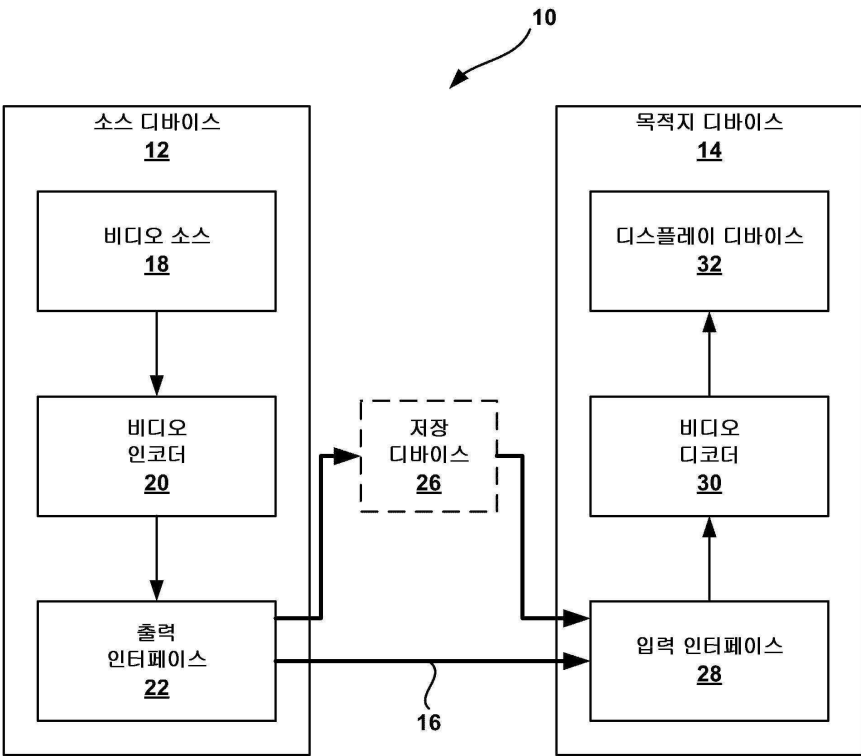 10
소스 디바이스
12
비디오 소스
18
비디오
인코더
20
출력
인터페이스
22
저장
디바이스
26
16
목적지 디바이스
14
디스플레이 디바이스
32
비디오
디코더
30
입력 인터페이스
28